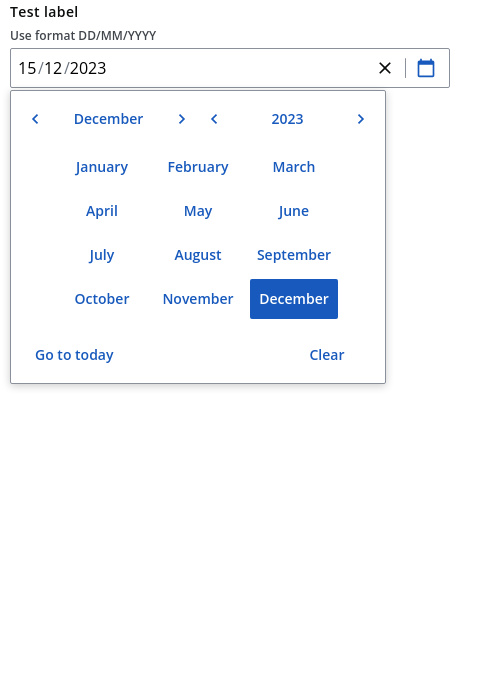 Test label
Use format DD/MM/YYYY
15/12/2023
December 2023
January February March
April May June
July August September
October November December
Go to today Clear